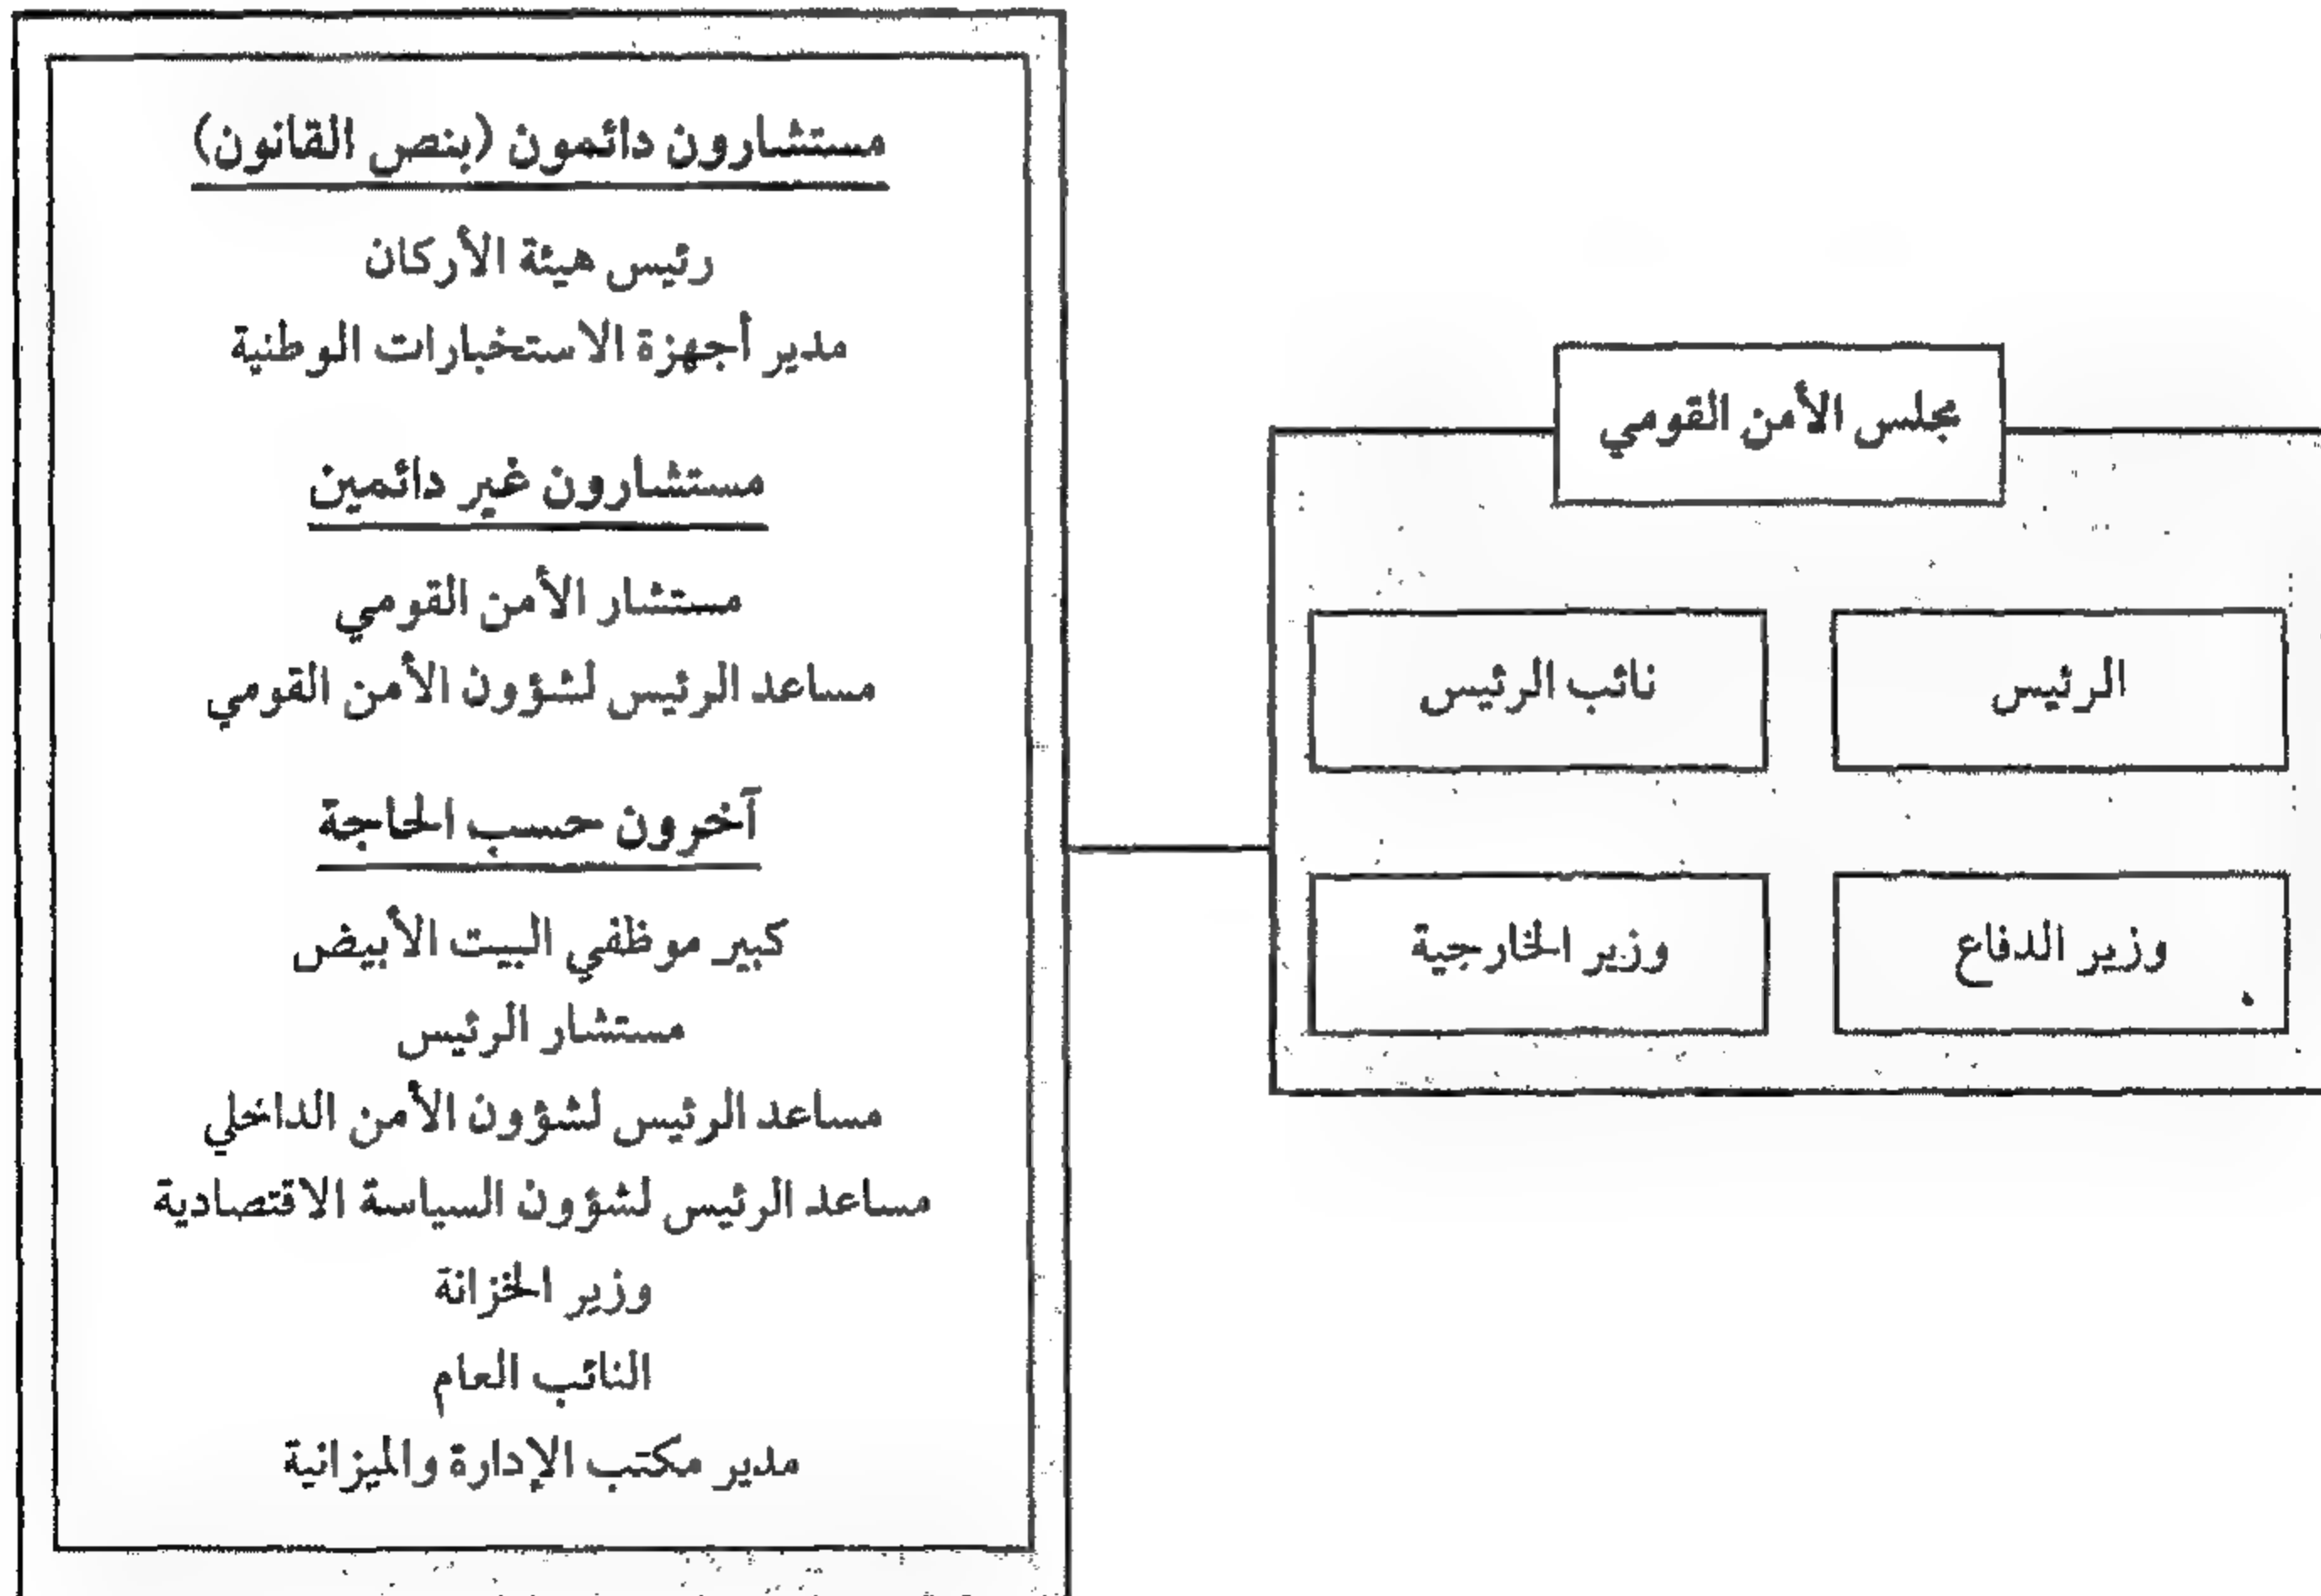 مجلس الأمن القومي
الرئيس
نائب الرئيس
وزير الدفاع
وزير الخارجية
مستشارون دائمون (بنص القانون)
رئيس هيئة الأركان
مدير أجهزة الاستخبارات الوطنية
مستشارون غير دائمين
مستشار الأمن القومي
مساعد الرئيس لشؤون الأمن القومي
آخرون حسب الحاجة
كبير موظفي البيت الأبيض
مستشار الرئيس
مساعد الرئيس لشؤون الأمن الداخلي
مساعد الرئيس لشؤون السياسة الاقتصادية
وزير الخزانة
النائب العام
مدير مكتب الإدارة والميزانية